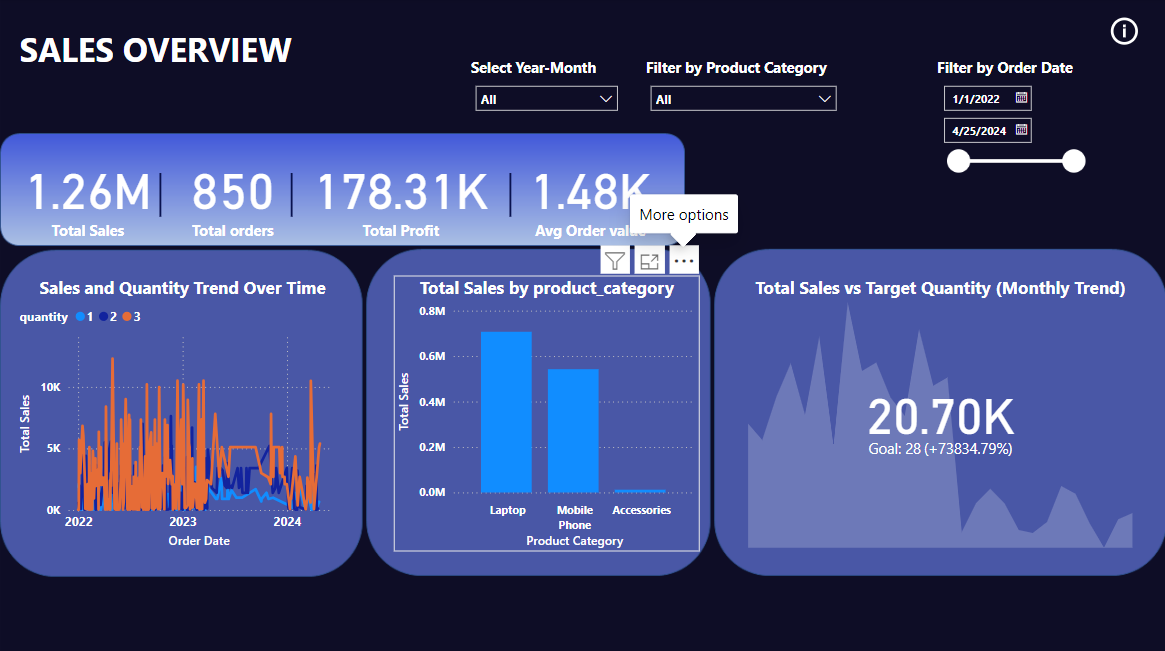 SALES OVERVIEW
Select Year-Month
Filter by Product Category
Filter by Order Date
All
All
1/1/2022
4/25/2024
1.26M
850
178.31K
1.48K
Total Sales
Total orders
Total Profit
Avg Order valu
More options
Sales and Quantity Trend Over Time
quantity 1 2 3
Total Sales
10K
5K
0K
2022 2023 2024
Order Date
Total Sales by product_category
Total Sales
0.8M
0.6M
0.4M
0.2M
0.0M
Laptop
Mobile
Phone
Accessories
Product Category
Total Sales vs Target Quantity (Monthly Trend)
20.70K
Goal: 28 (+73834.79%)